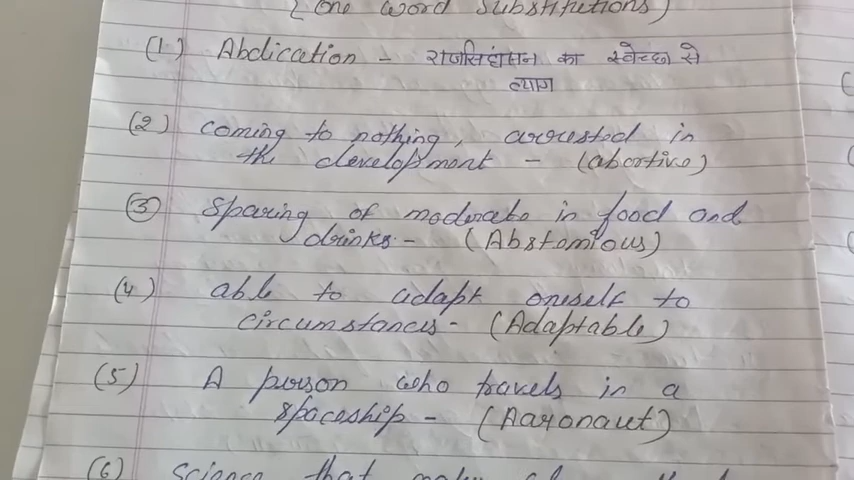 (one word substitutions)
(1) Abdication - राजसिंहासन का स्वेच्छा से
त्याग
(2) coming to nothing, arrested in
the development - (abortive)
(3) Sparing of moderate in food and
drinks - (Abstemious)
(4) able to adapt oneself to
circumstances - (Adaptable)
(5) A person who travels in a
spaceship - (Aaronaut)
(6) Science that